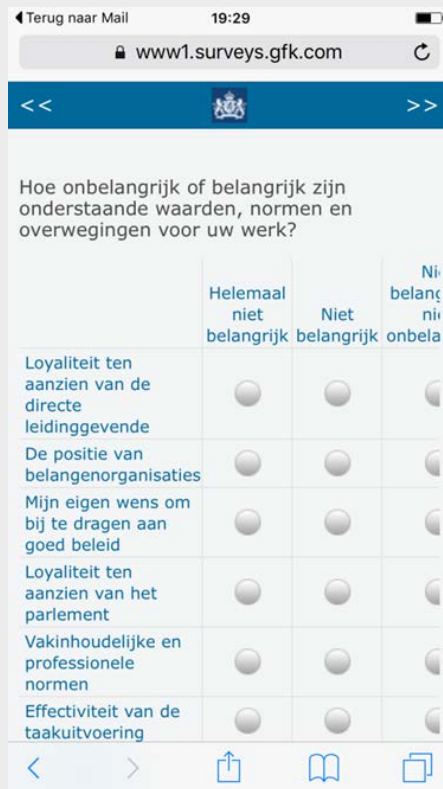 Terug naar Mail 19:29
www1.surveys.gfk.com
<< >>
Hoe onbelangrijk of belangrijk zijn
onderstaande waarden, normen en
overwegingen voor uw werk?
Helemaal
niet
belangrijk
Niet
belangrijk
Loyaliteit ten
aanzien van de
directe
leidinggevende
De positie van
belangenorganisaties
Mijn eigen wens om
bij te dragen aan
goed beleid
Loyaliteit ten
aanzien van het
parlement
Vakinhoudelijke en
professionele
normen
Effectiviteit van de
taakuitvoering